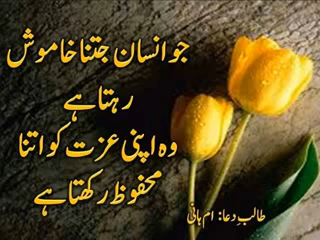 جو انسان جتنا خاموش
رہتا ہے
وہ اپنی عزت کو اتنا
محفوظ رکھتا ہے
طالبِ دعا: ام ہانی